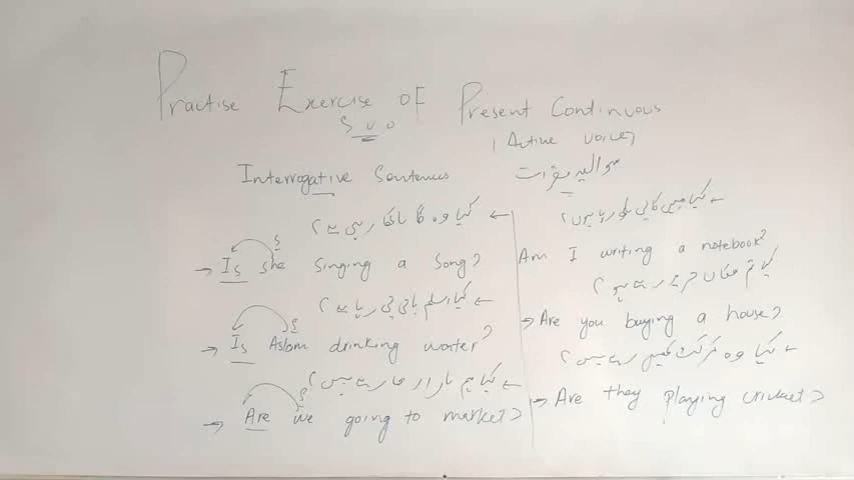 Practise Exercise of Present Continuous
S V O
(Active voice)
Interrogative Sentences
سوالیہ فقرات
کیا وہ گانا گا رہی ہے؟ ←
S
→ Is she singing a song?
کیا اسلم پانی پی رہا ہے؟ ←
S
→ Is Aslam drinking water?
کیا ہم بازار جا رہے ہیں؟ ←
S
→ Are we going to market?
کیا میں کاپی لکھ رہا ہوں؟ ←
Am I writing a notebook?
کیا تم مکان خرید رہے ہو؟
→ Are you buying a house?
کیا وہ کرکٹ کھیل رہے ہیں؟ ←
→ Are they playing cricket?